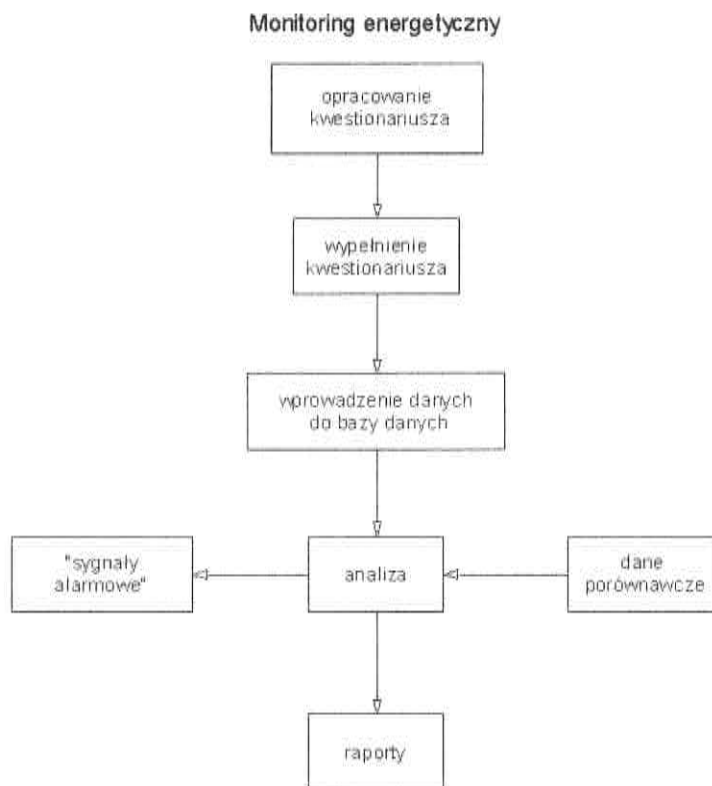 Monitoring energetyczny
opracowanie
kwestionariusza
wypełnienie
kwestionariusza
wprowadzenie danych
do bazy danych
"sygnały
alarmowe"
analiza
dane
porównawcze
raporty